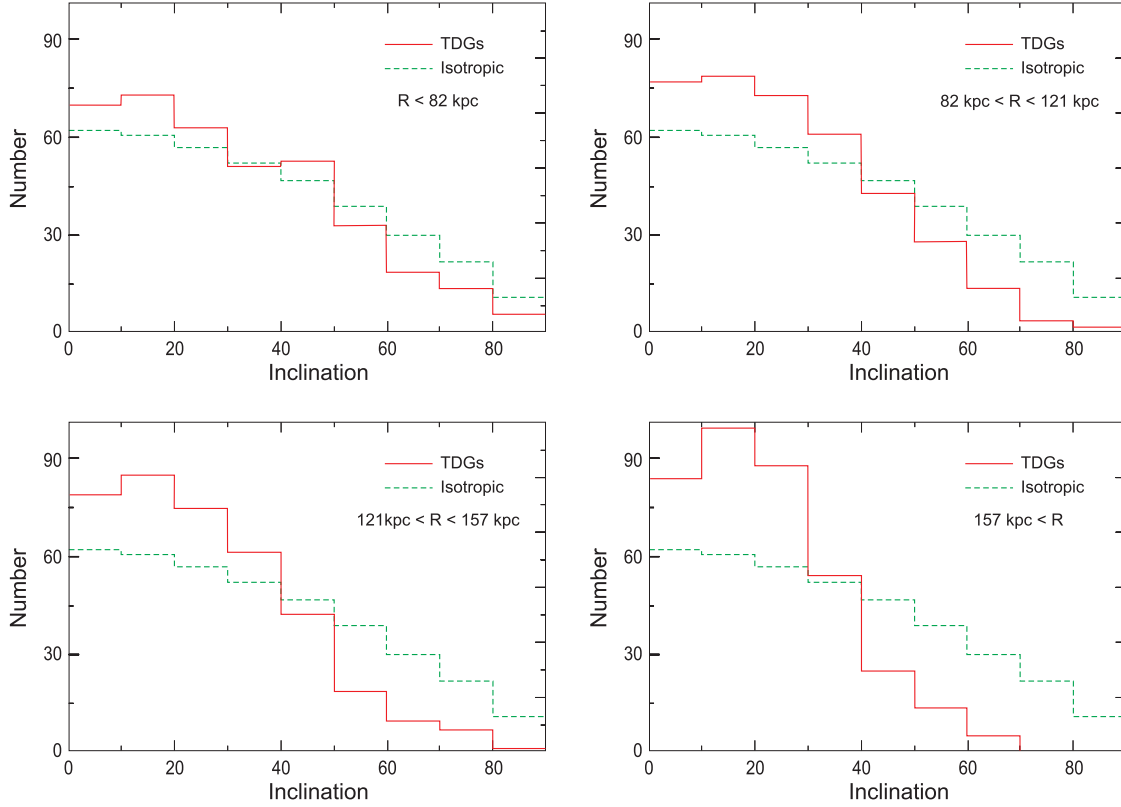 90
60
30
0
Number
TDGs
Isotropic
R < 82 kpc
0 20 40 60 80
Inclination
90
60
30
0
Number
TDGs
Isotropic
82 kpc < R < 121 kpc
0 20 40 60 80
Inclination
90
60
30
0
Number
TDGs
Isotropic
121kpc < R < 157 kpc
0 20 40 60 80
Inclination
90
60
30
0
Number
TDGs
Isotropic
157 kpc < R
0 20 40 60 80
Inclination